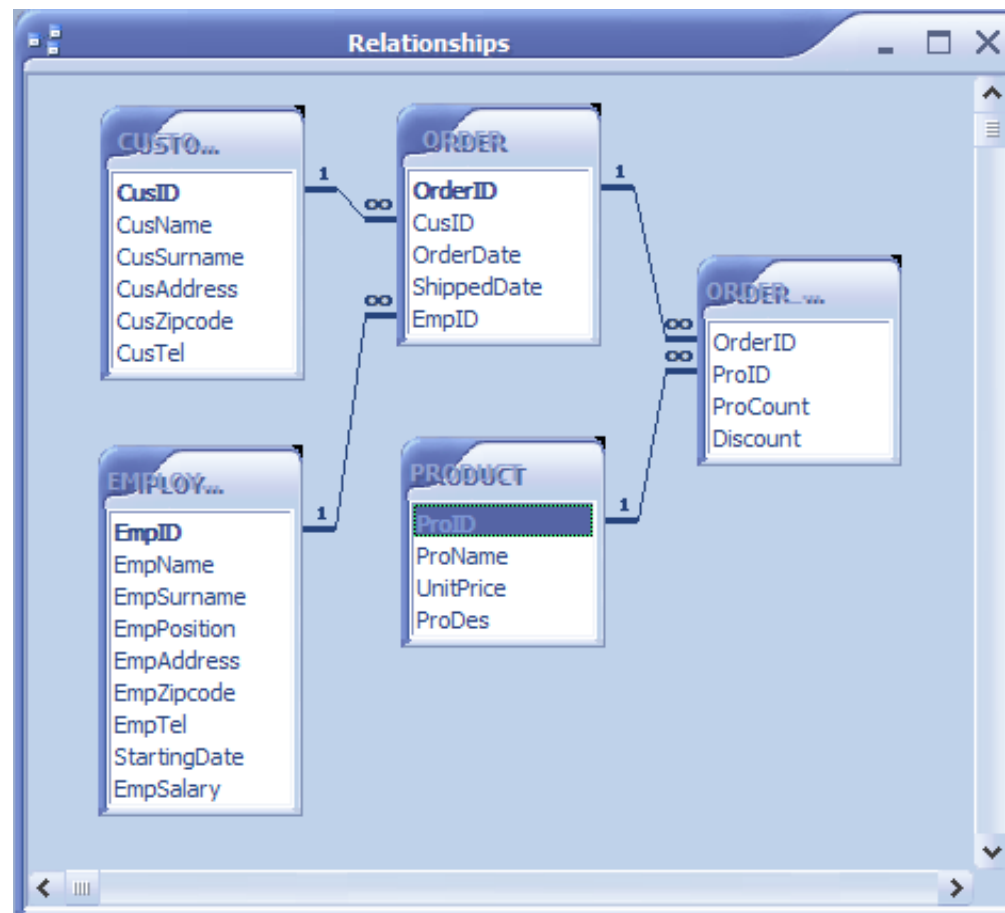 Relationships
CUSTO...
CusID
CusName
CusSurname
CusAddress
CusZipcode
CusTel
1
∞
ORDER
OrderID
CusID
OrderDate
ShippedDate
EmpID
∞
1
ORDER_...
OrderID
ProID
ProCount
Discount
∞
∞
EMPLOY...
EmpID
EmpName
EmpSurname
EmpPosition
EmpAddress
EmpZipcode
EmpTel
StartingDate
EmpSalary
1
PRODUCT
ProID
ProName
UnitPrice
ProDes
1